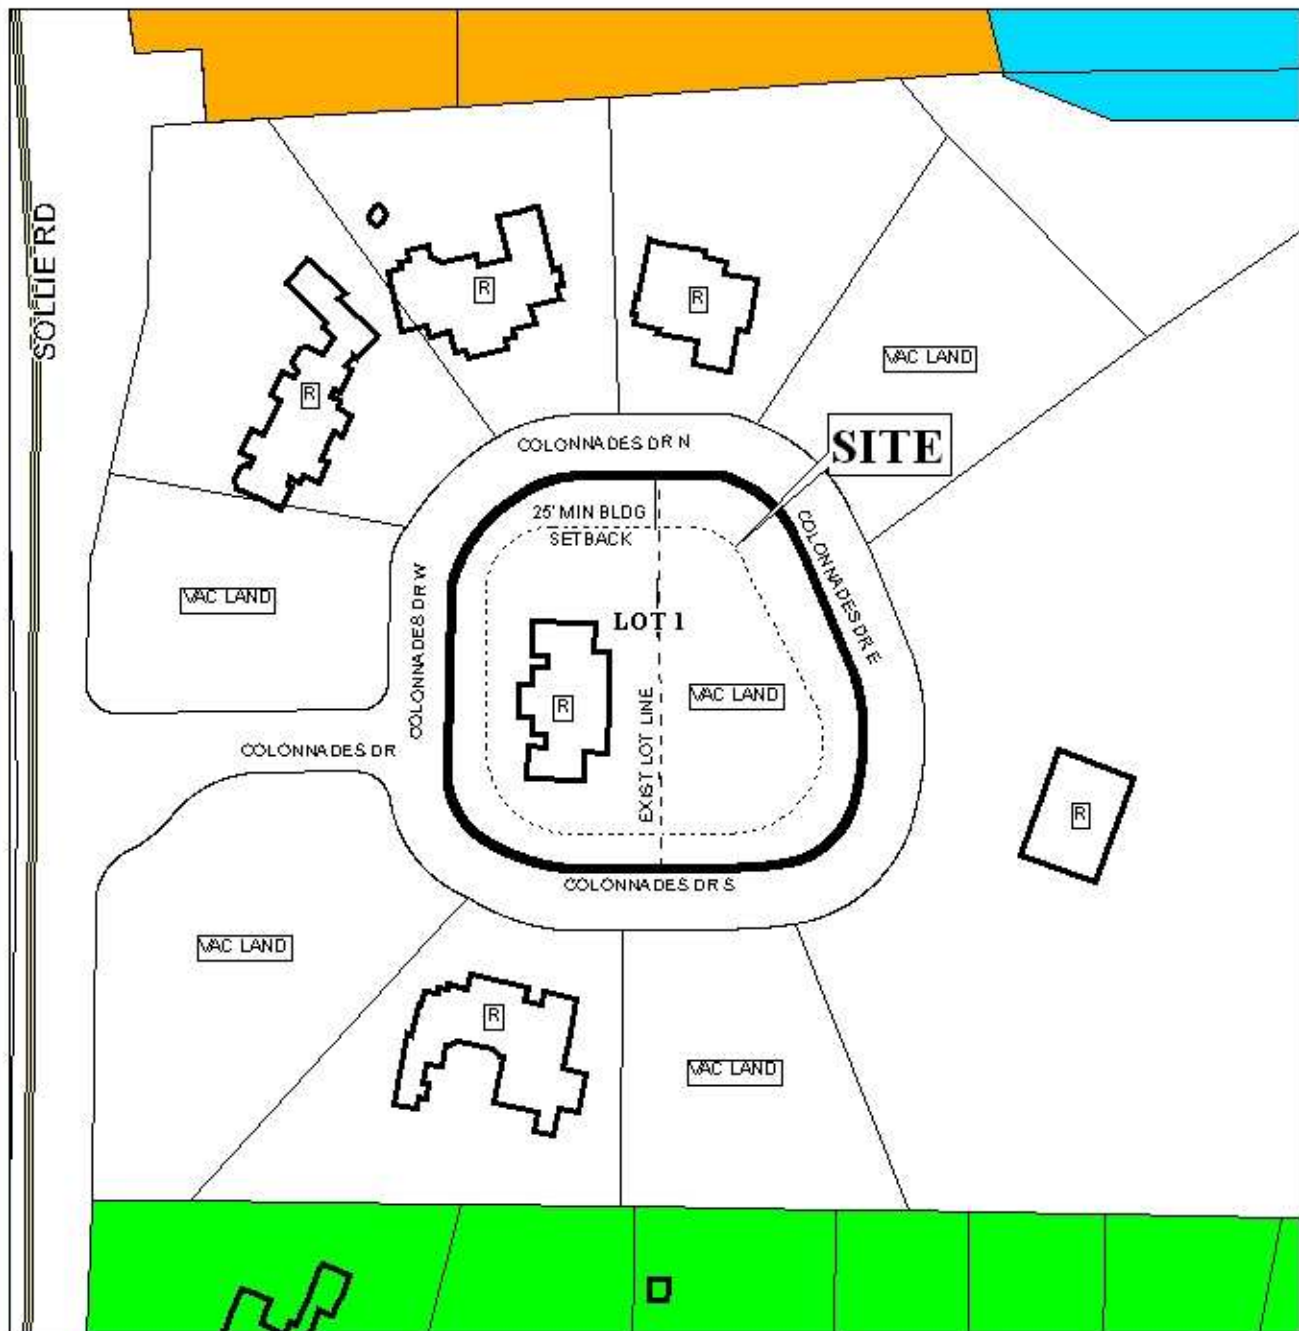 SOLLIE RD
R
R
R
R
VAC LAND
COLONNADES DR N
SITE
25' MIN BLDG
SETBACK
COLONNADES DR E
VAC LAND
COLONNADES DR W
LOT 1
VAC LAND
R
EXIST LOT LINE
COLONNADES DR
R
COLONNADES DR S
VAC LAND
VAC LAND